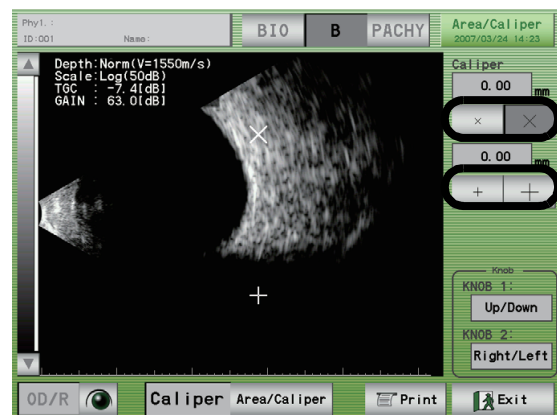 Phy1. :
ID:001 Name:
BIO B PACHY
Area/Caliper
2007/03/24 14:23
Depth:Norm(V=1550m/s)
Scale:Log(50dB)
TGC : -7.4[dB]
GAIN : 63.0[dB]
Caliper
0.00 mm
0.00 mm
Knob
KNOB 1:
Up/Down
KNOB 2:
Right/Left
OD/R Caliper Area/Caliper Print Exit